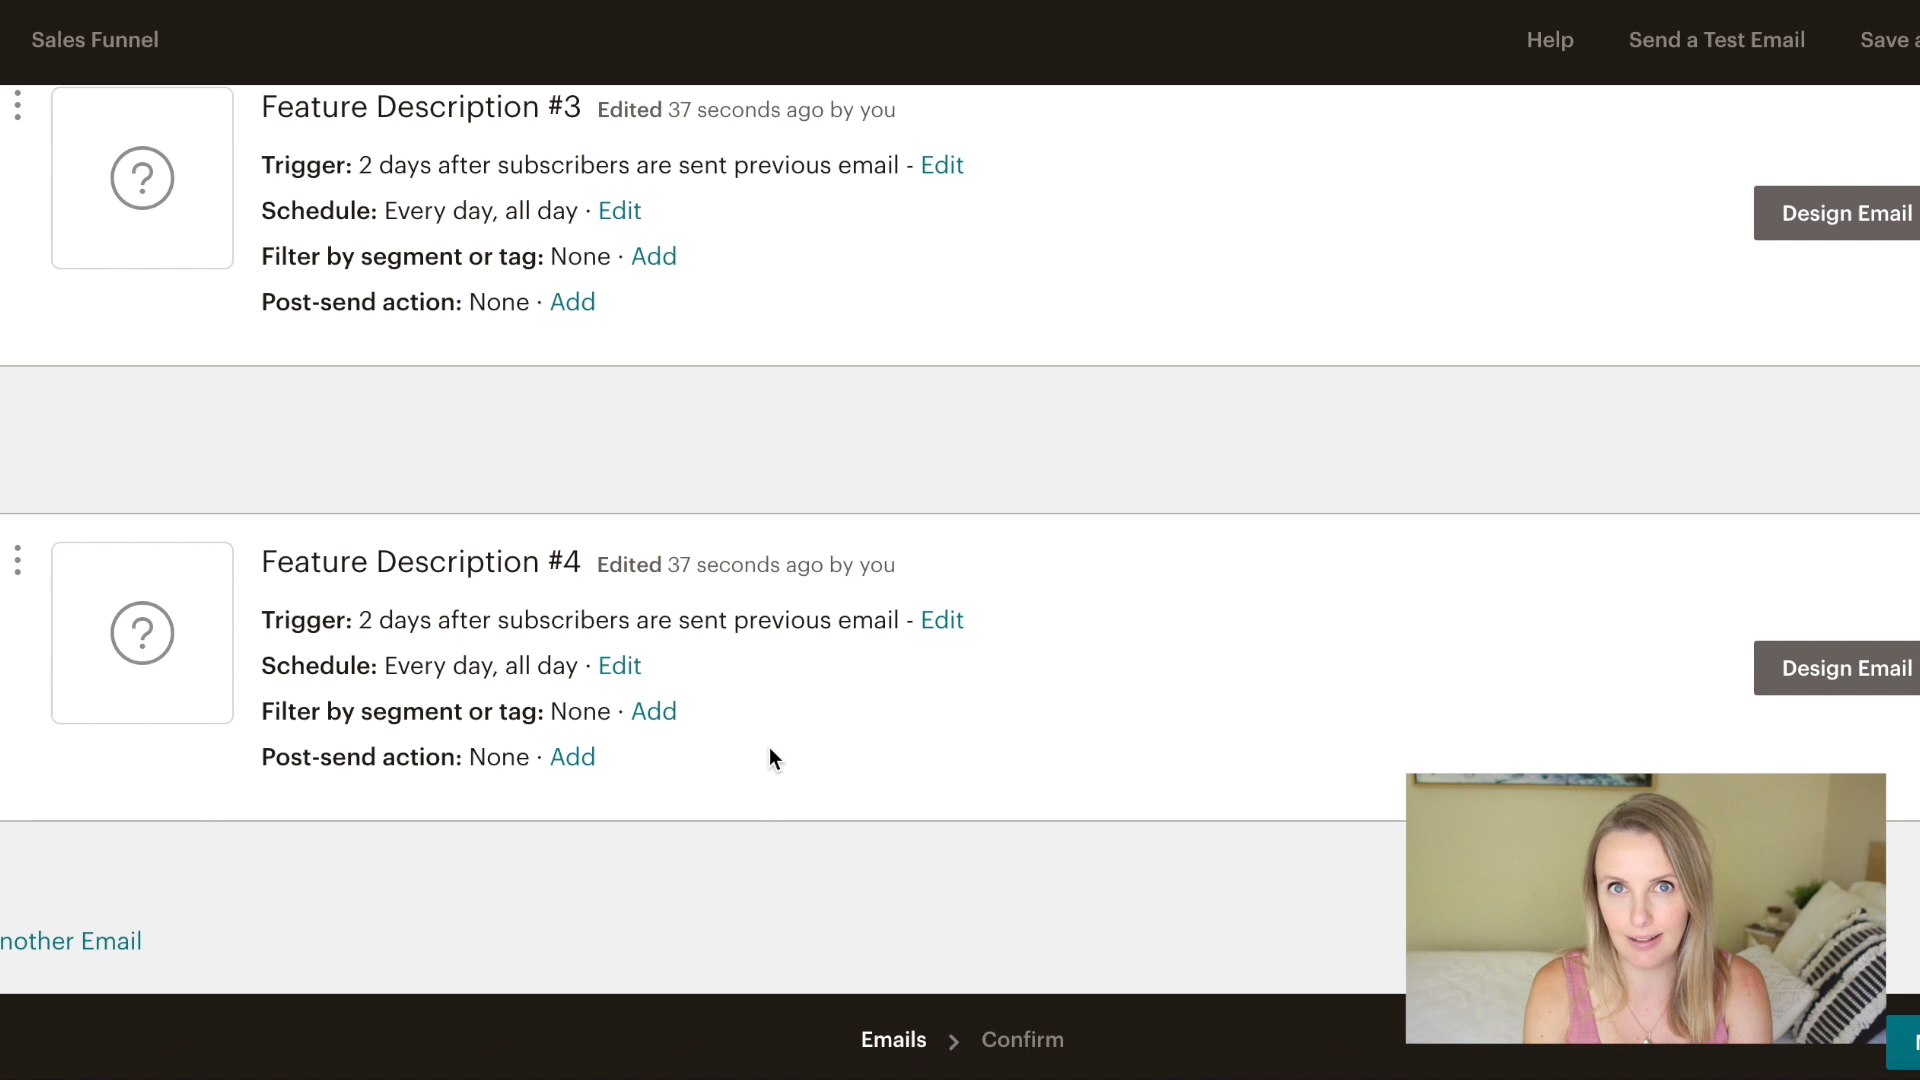 Sales Funnel
Help
Send a Test Email
Save a
Feature Description #3 Edited 37 seconds ago by you
Trigger: 2 days after subscribers are sent previous email - Edit
Schedule: Every day, all day · Edit
Filter by segment or tag: None · Add
Post-send action: None · Add
Design Email
Feature Description #4 Edited 37 seconds ago by you
Trigger: 2 days after subscribers are sent previous email - Edit
Schedule: Every day, all day · Edit
Filter by segment or tag: None · Add
Post-send action: None · Add
Design Email
nother Email
Emails > Confirm